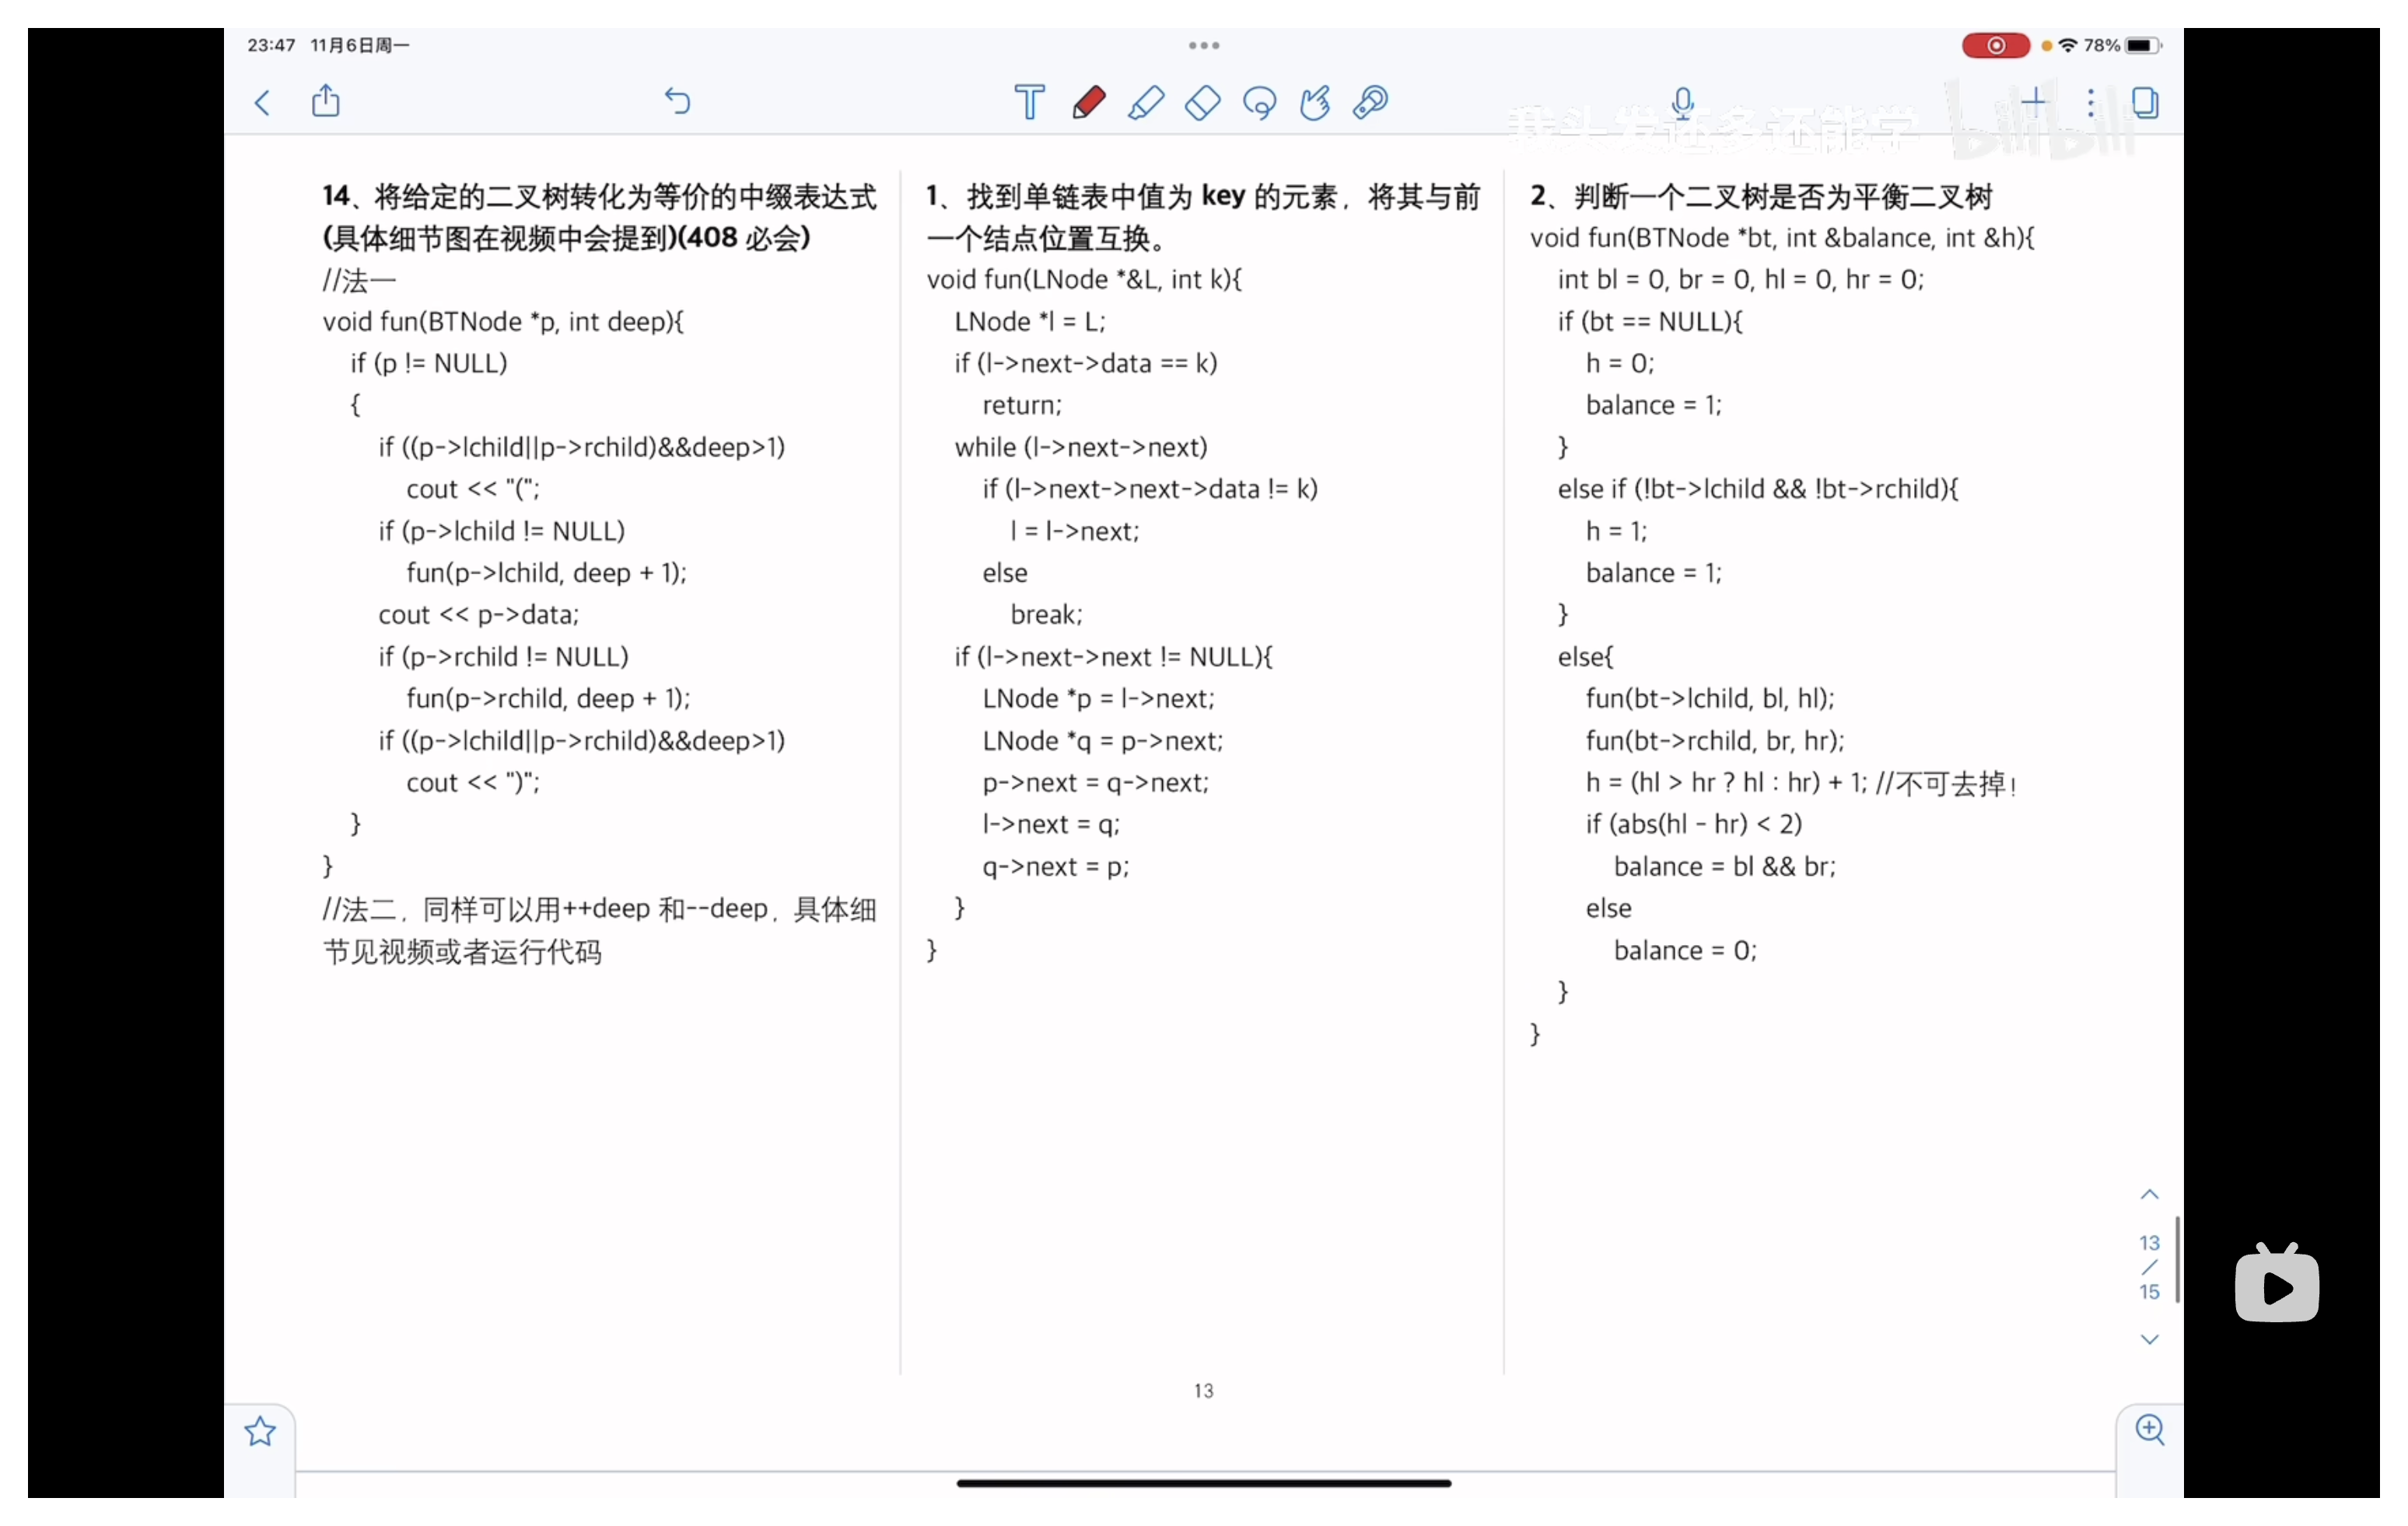 23:47 11月6日周一
78%
我头发还多还能学 bilibili
14、将给定的二叉树转化为等价的中缀表达式
(具体细节图在视频中会提到)(408 必会)
//法一
void fun(BTNode *p, int deep){
if (p != NULL)
{
if ((p->lchild||p->rchild)&&deep>1)
cout << "(";
if (p->lchild != NULL)
fun(p->lchild, deep + 1);
cout << p->data;
if (p->rchild != NULL)
fun(p->rchild, deep + 1);
if ((p->lchild||p->rchild)&&deep>1)
cout << ")";
}
}
//法二，同样可以用++deep 和--deep，具体细
节见视频或者运行代码
1、找到单链表中值为 key 的元素，将其与前
一个结点位置互换。
void fun(LNode *&L, int k){
LNode *l = L;
if (l->next->data == k)
return;
while (l->next->next)
if (l->next->next->data != k)
l = l->next;
else
break;
if (l->next->next != NULL){
LNode *p = l->next;
LNode *q = p->next;
p->next = q->next;
l->next = q;
q->next = p;
}
}
2、判断一个二叉树是否为平衡二叉树
void fun(BTNode *bt, int &balance, int &h){
int bl = 0, br = 0, hl = 0, hr = 0;
if (bt == NULL){
h = 0;
balance = 1;
}
else if (!bt->lchild && !bt->rchild){
h = 1;
balance = 1;
}
else{
fun(bt->lchild, bl, hl);
fun(bt->rchild, br, hr);
h = (hl > hr ? hl : hr) + 1; //不可去掉！
if (abs(hl - hr) < 2)
balance = bl && br;
else
balance = 0;
}
}
13
/
15
13